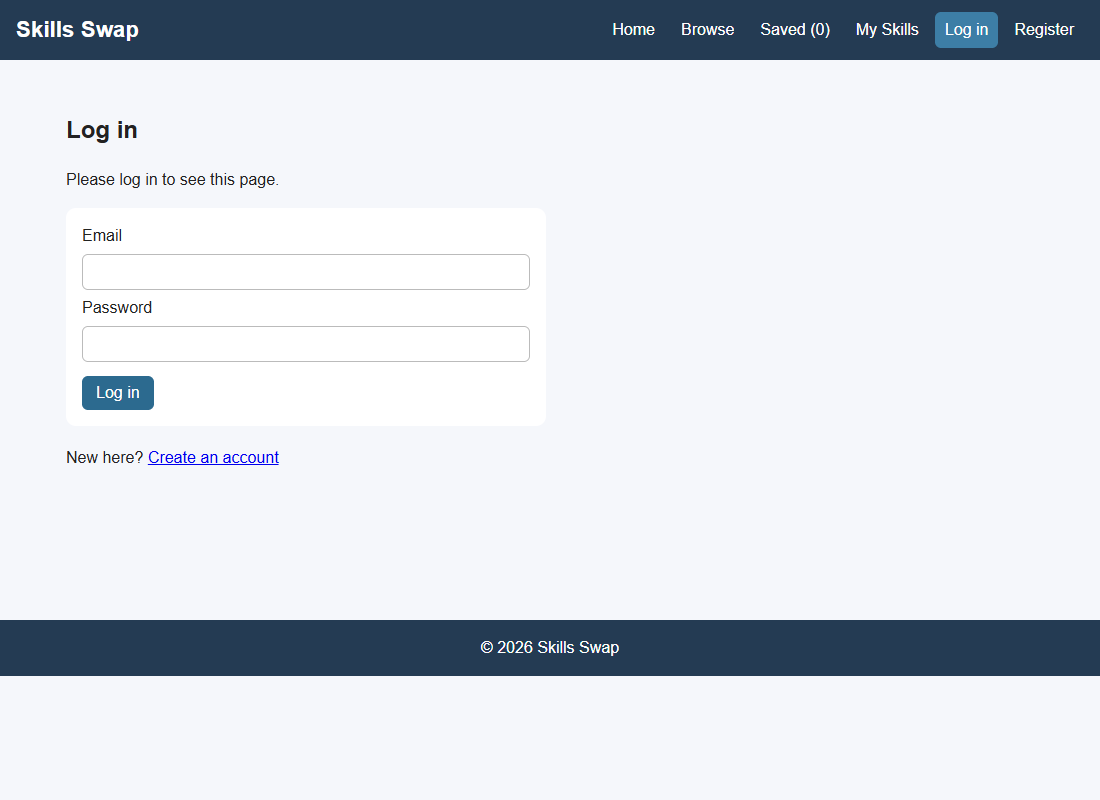 Skills Swap
Home Browse Saved (0) My Skills Log in Register
Log in
Please log in to see this page.
Email
Password
Log in
New here? Create an account
© 2026 Skills Swap